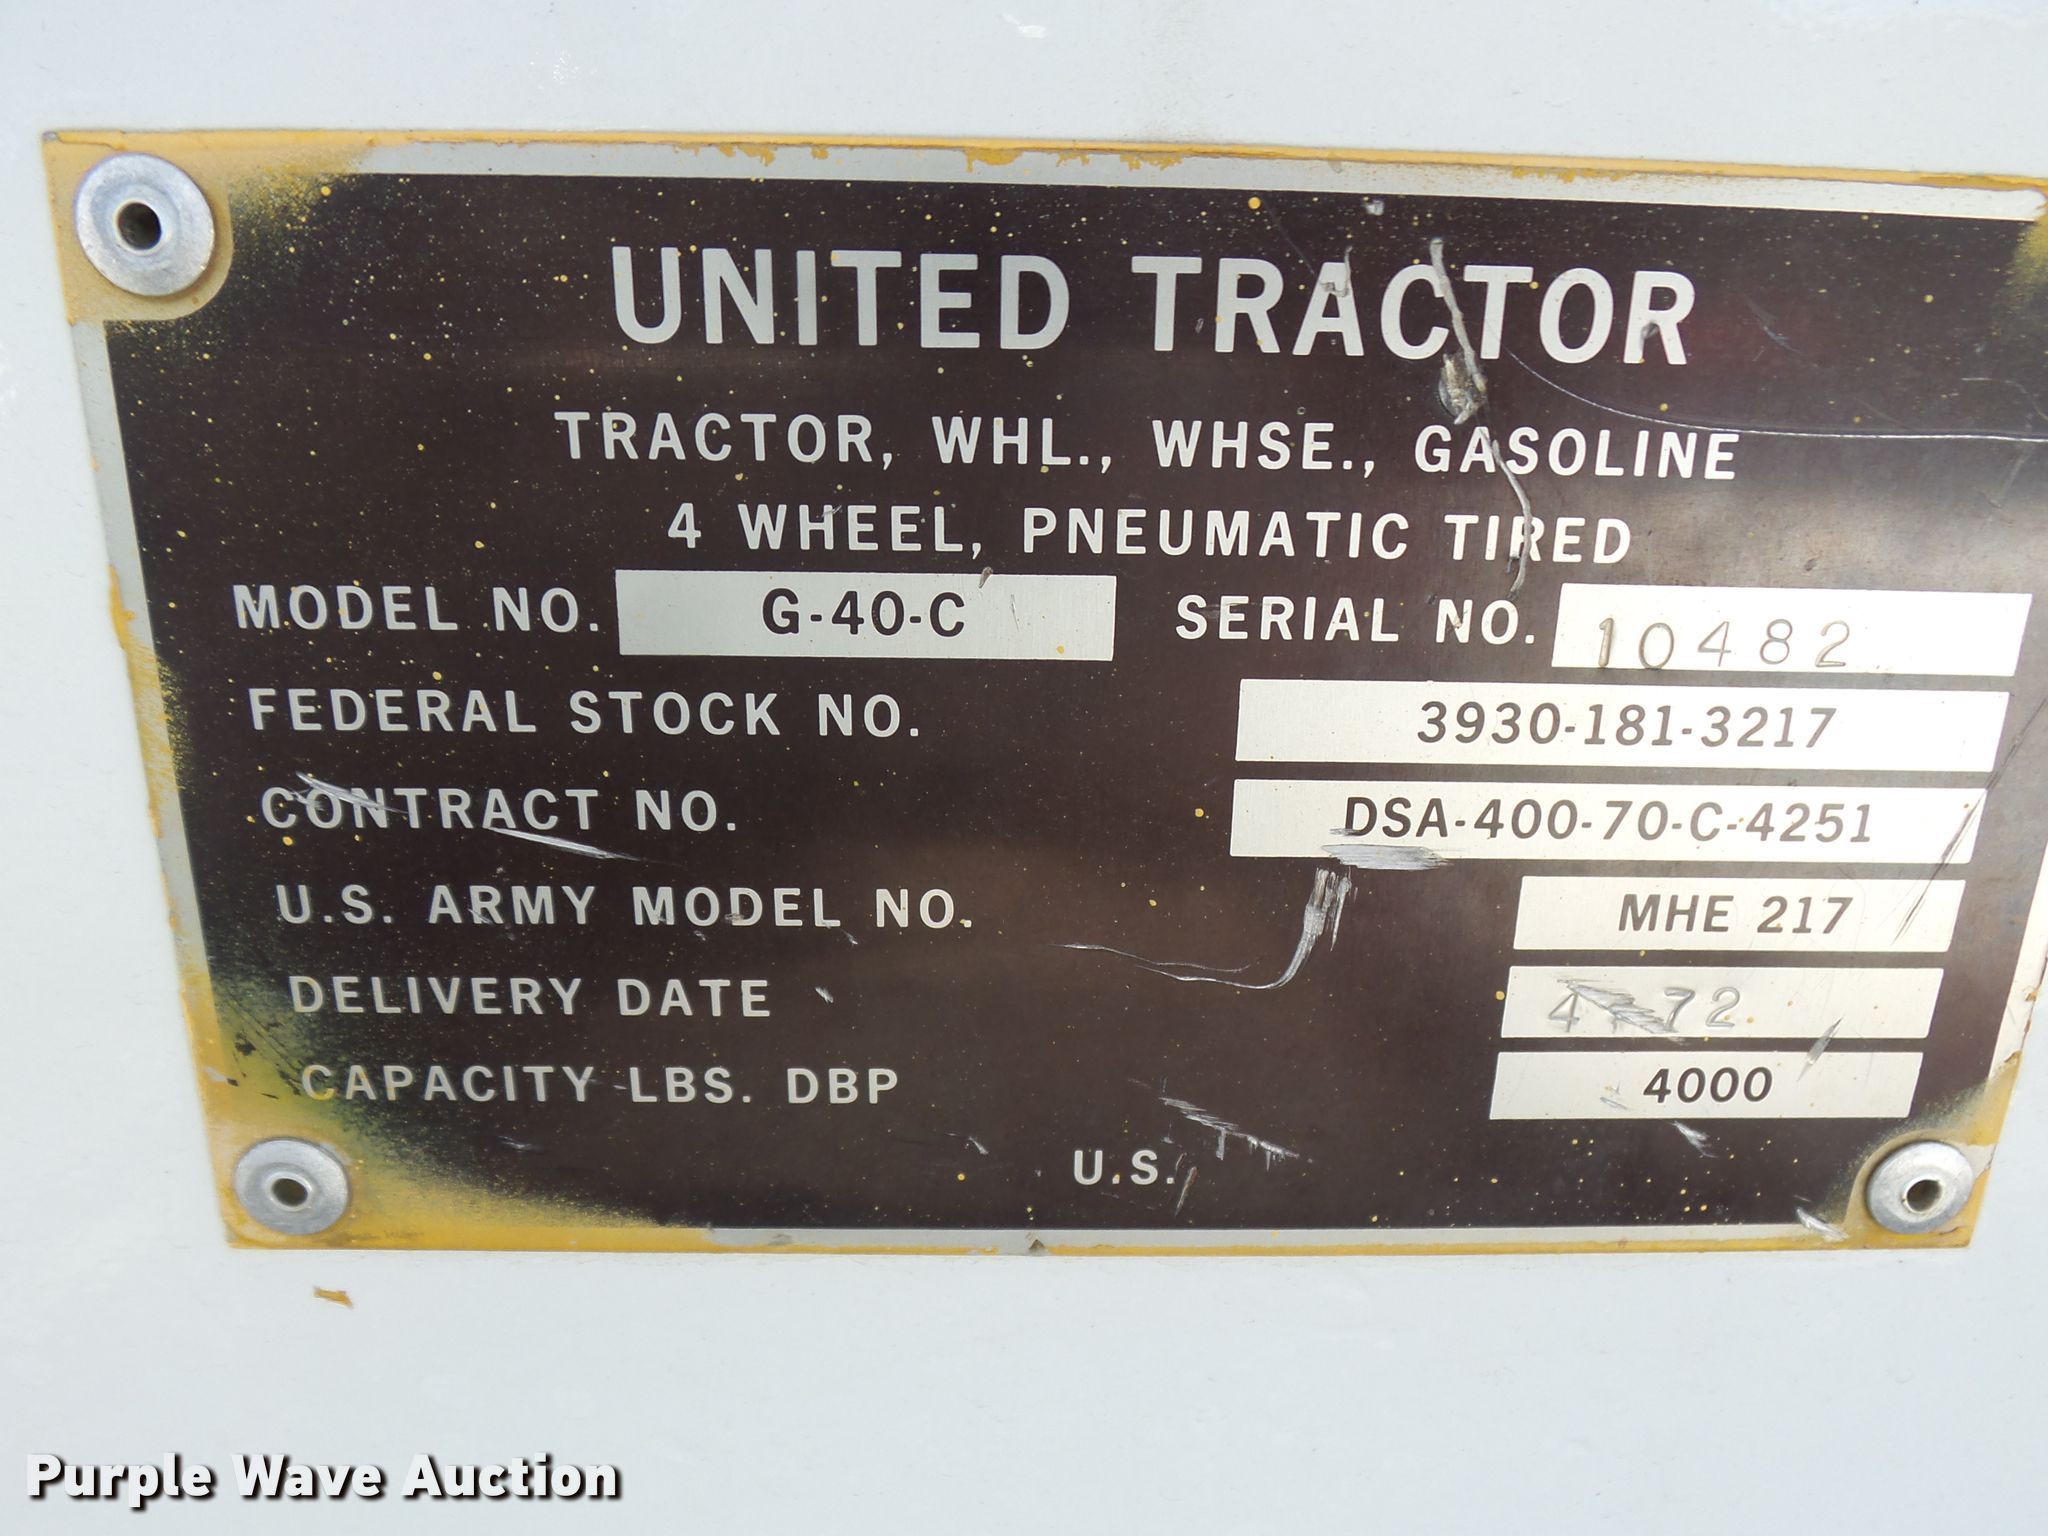 UNITED TRACTOR
TRACTOR, WHL., WHSE., GASOLINE
4 WHEEL, PNEUMATIC TIRED
MODEL NO. G-40-C SERIAL NO. 10482
FEDERAL STOCK NO. 3930-181-3217
CONTRACT NO. DSA-400-70-C-4251
U.S. ARMY MODEL NO. MHE 217
DELIVERY DATE 4 72
CAPACITY LBS. DBP 4000
U.S.
Purple Wave Auction